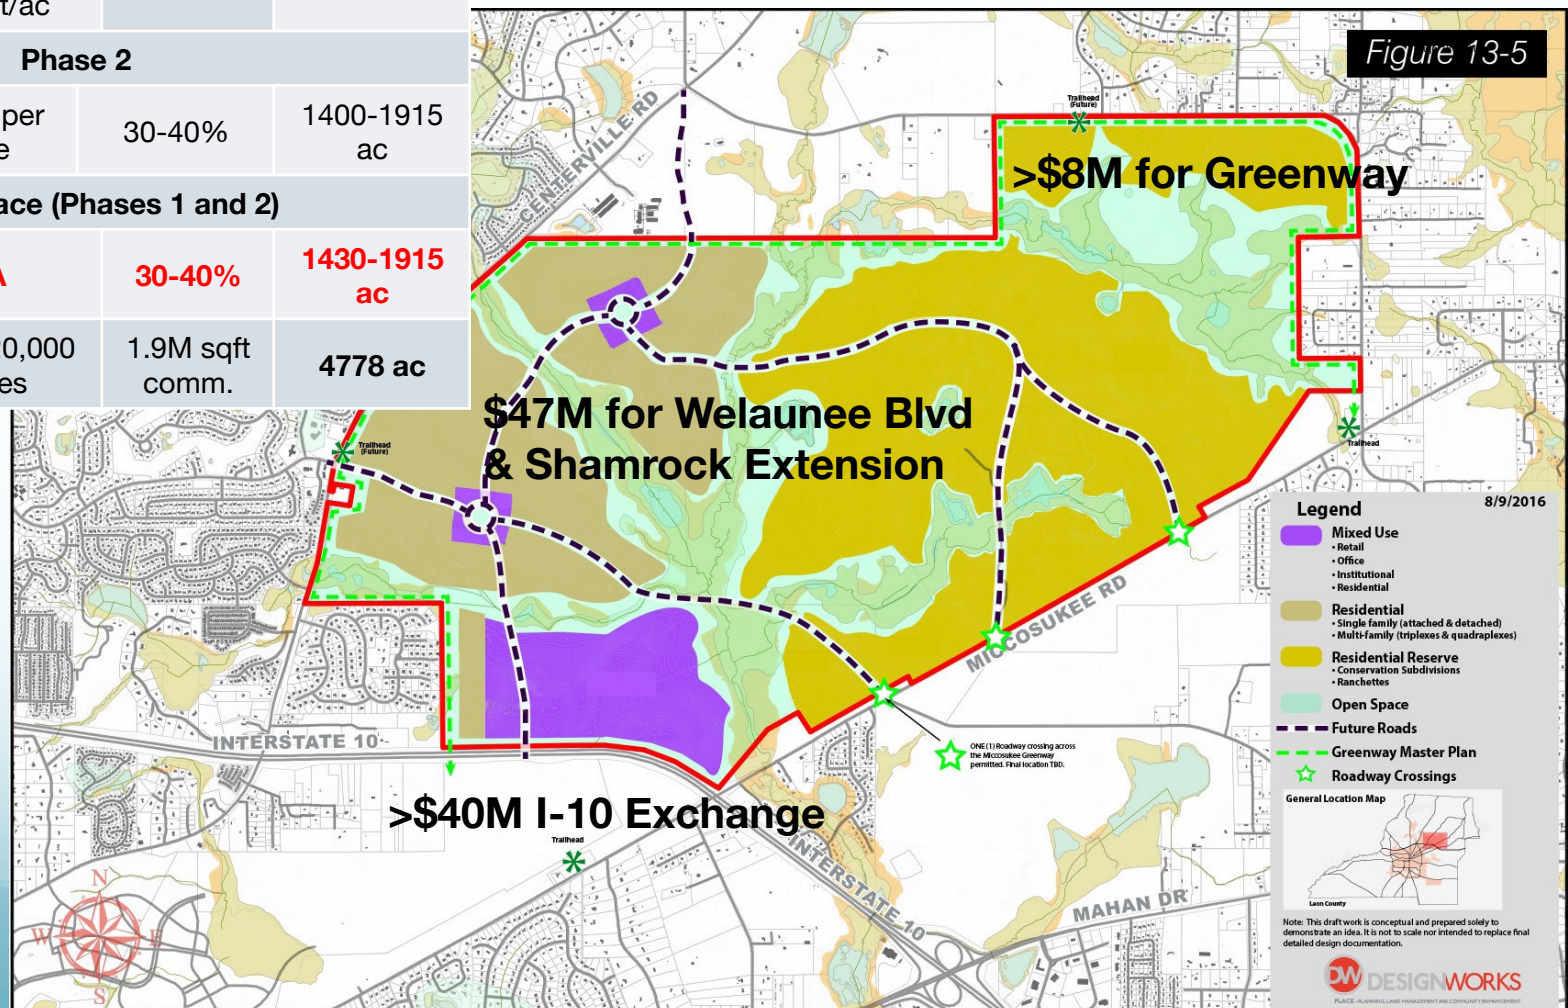 t/ac
Phase 2
per
e
30-40%
1400-1915
ac
ace (Phases 1 and 2)
A
30-40%
1430-1915
ac
0,000
es
1.9M sqft
comm.
4778 ac
Figure 13-5
Trailhead
(Future)
CENTERVILLE RD
>$8M for Greenway
$47M for Welaunee Blvd
& Shamrock Extension
Trailhead
(Future)
Trailhead
MICCOSUKEE RD
INTERSTATE 10
ONE (1) Roadway crossing across
the Miccosukee Greenway
permitted. Final location TBD.
>$40M I-10 Exchange
Trailhead
INTERSTATE 10
MAHAN DR
N
W
E
S
8/9/2016
Legend
Mixed Use
• Retail
• Office
• Institutional
• Residential
Residential
• Single family (attached & detached)
• Multi-family (triplexes & quadraplexes)
Residential Reserve
• Conservation Subdivisions
• Ranchettes
Open Space
Future Roads
Greenway Master Plan
Roadway Crossings
General Location Map
Leon County
Note: This draft work is conceptual and prepared solely to
demonstrate an idea. It is not to scale nor intended to replace final
detailed design documentation.
DW DESIGNWORKS
PLACE - PLANNING, LAND MANAGEMENT AND COMMUNITY ENHANCEMENT